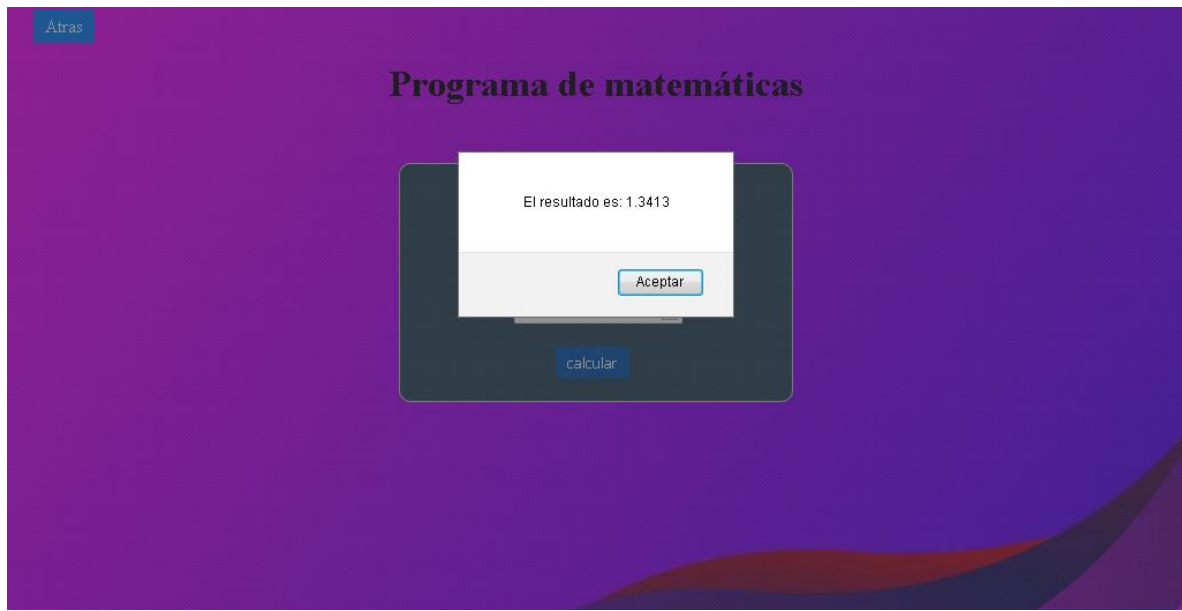 Atras
Programa de matemáticas
El resultado es: 1.3413
Aceptar
calcular